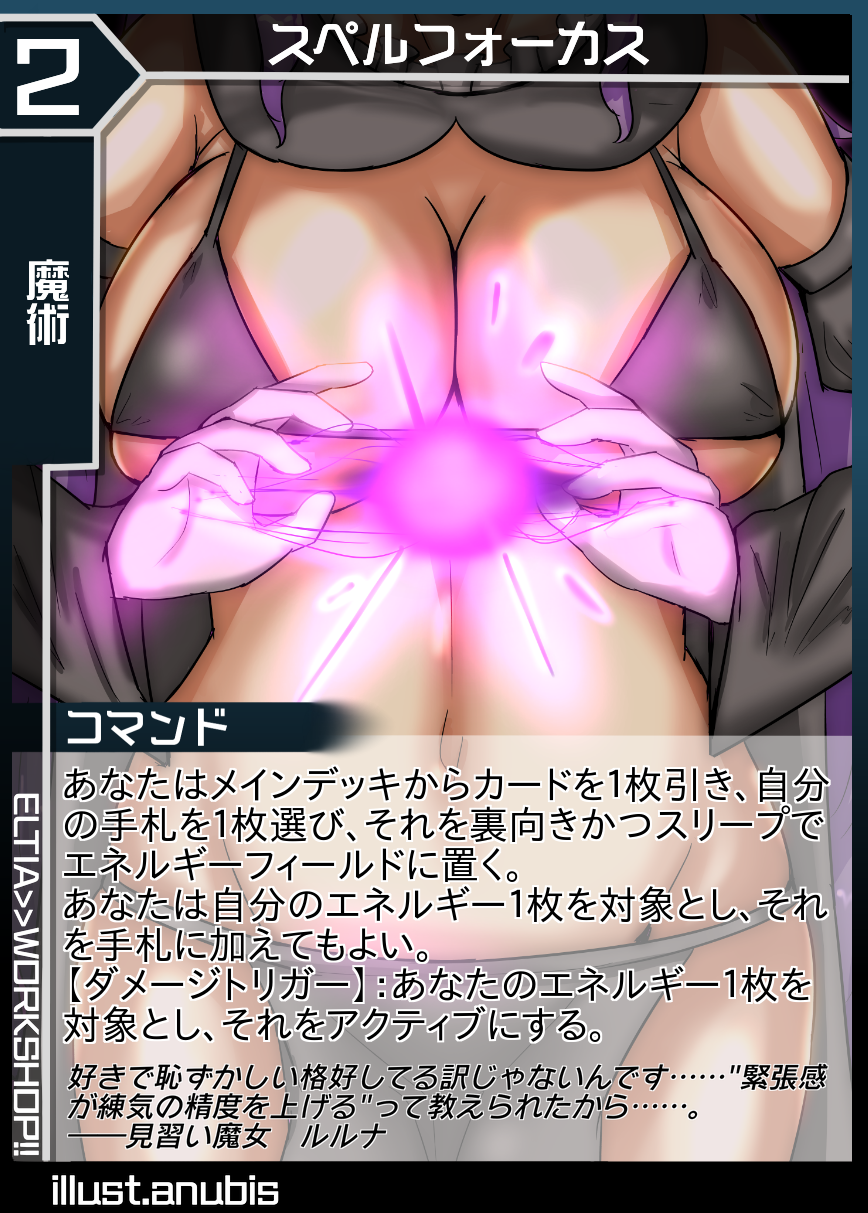 2
スペルフォーカス
魔術
コマンド
あなたはメインデッキからカードを1枚引き、自分
の手札を1枚選び、それを裏向きかつスリープで
エネルギーフィールドに置く。
あなたは自分のエネルギー1枚を対象とし、それ
を手札に加えてもよい。
【ダメージトリガー】:あなたのエネルギー1枚を
対象とし、それをアクティブにする。
好きで恥ずかしい格好してる訳じゃないんです……"緊張感
が練気の精度を上げる"って教えられたから……。
――見習い魔女　ルルナ
ELTIA>>WORKSHOP!!
illust.anubis